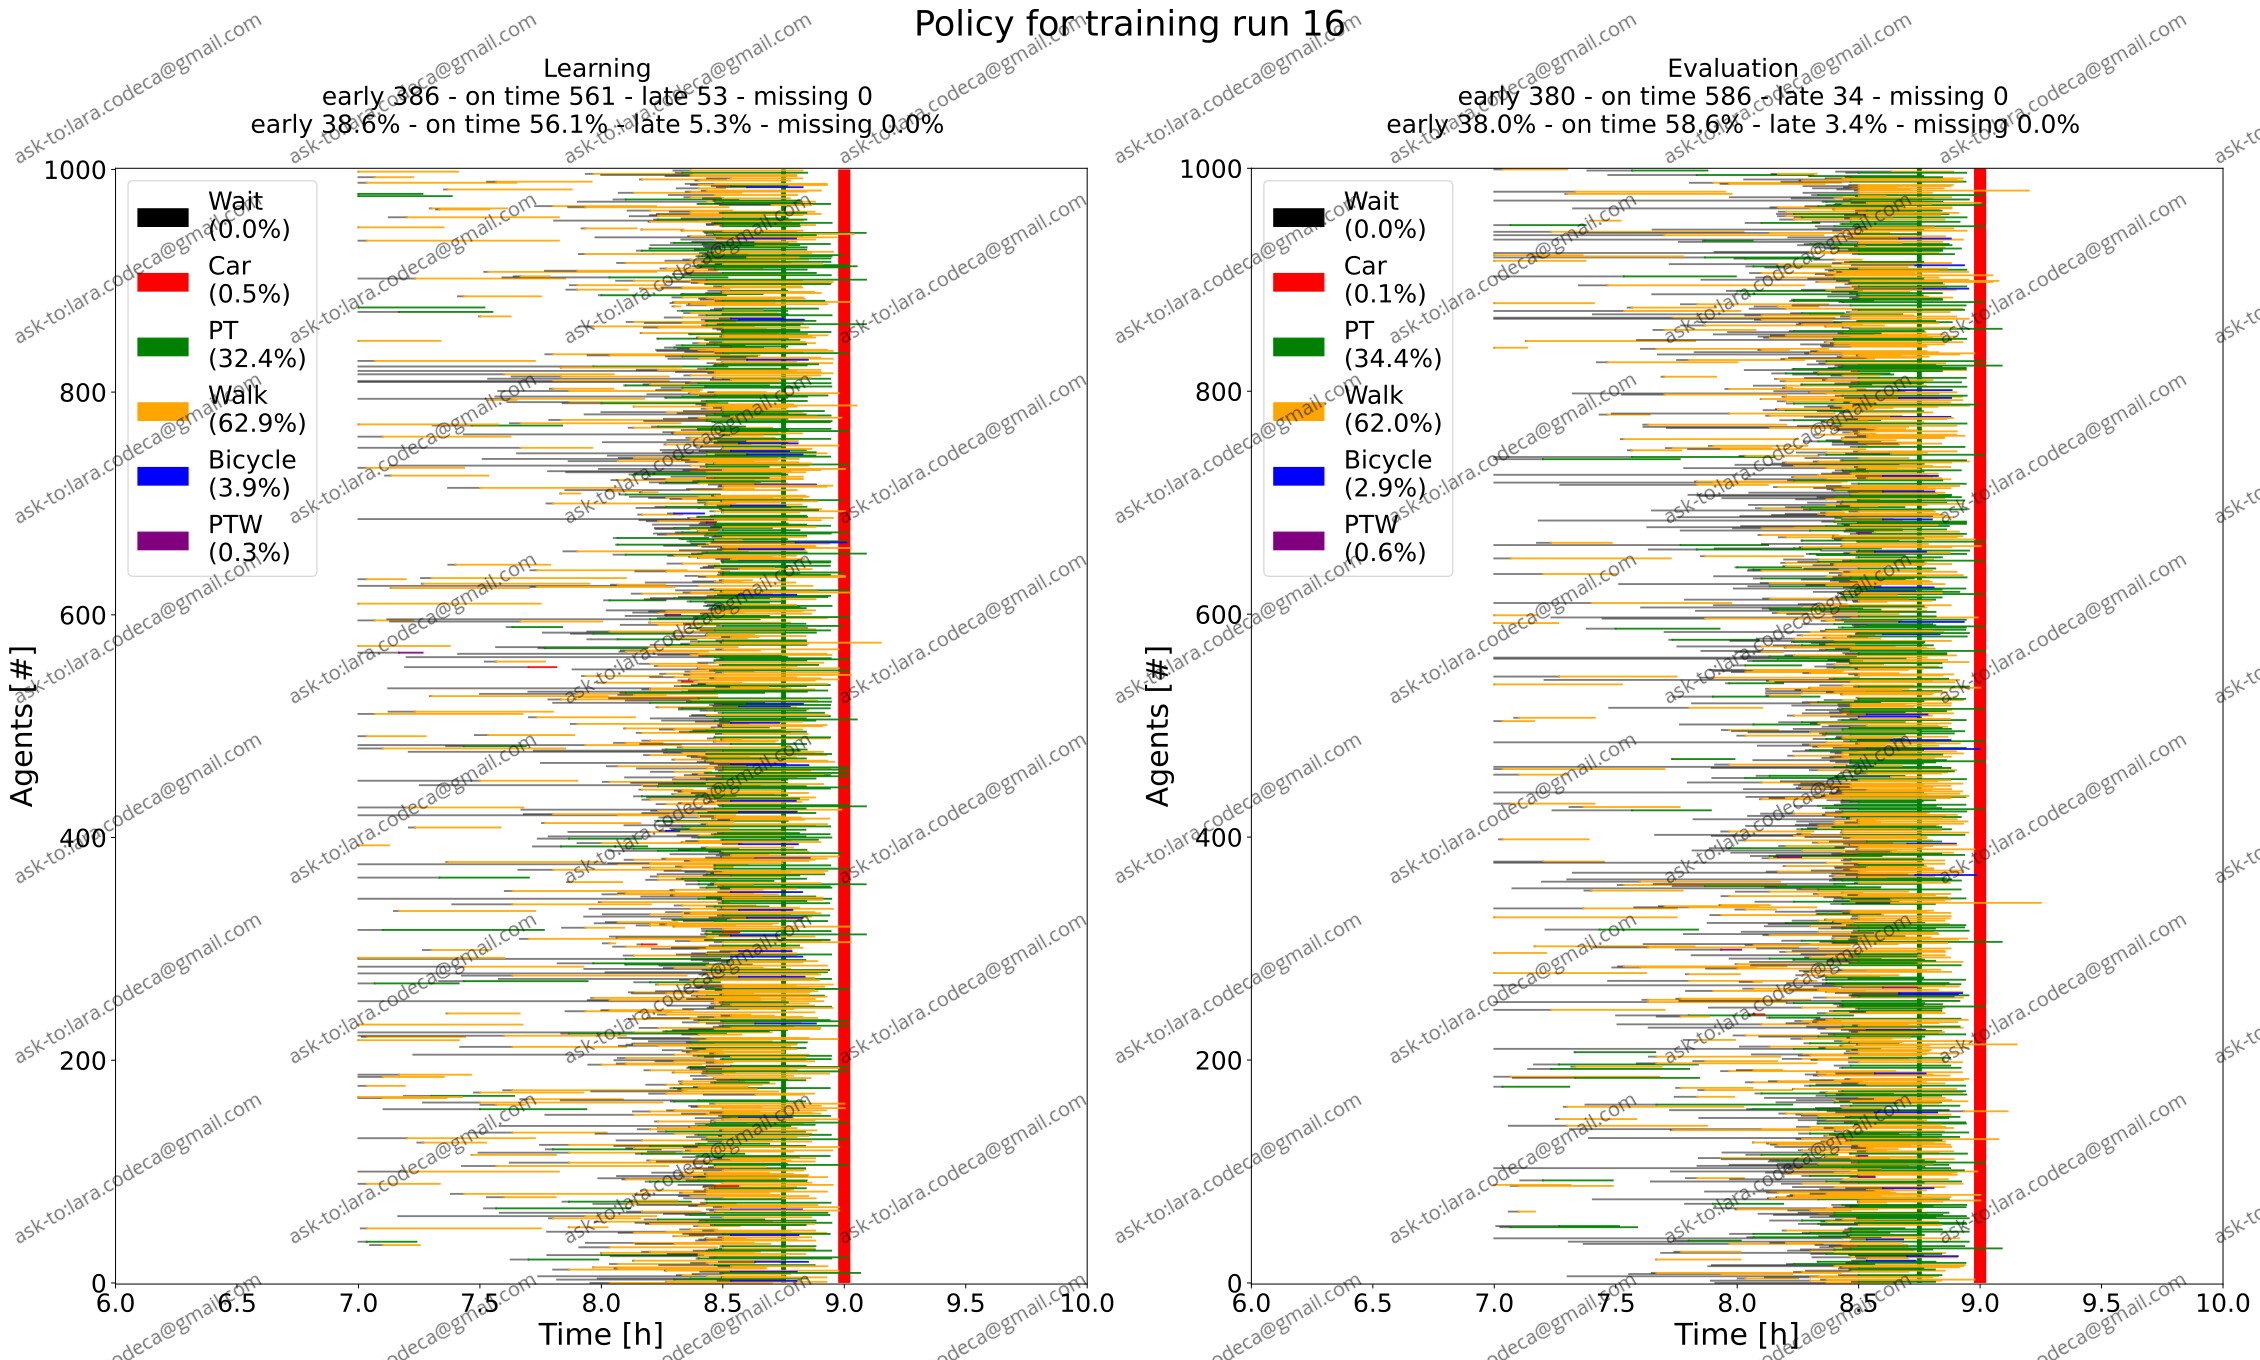 Policy for training run 16
Learning
early 386 - on time 561 - late 53 - missing 0
early 38.6% - on time 56.1% - late 5.3% - missing 0.0%
1000
800
600
400
200
0
Agents [#]
Wait
(0.0%)
Car
(0.5%)
PT
(32.4%)
Walk
(62.9%)
Bicycle
(3.9%)
PTW
(0.3%)
6.0 6.5 7.0 7.5 8.0 8.5 9.0 9.5 10.0
Time [h]
Evaluation
early 380 - on time 586 - late 34 - missing 0
early 38.0% - on time 58.6% - late 3.4% - missing 0.0%
1000
800
600
400
200
0
Agents [#]
Wait
(0.0%)
Car
(0.1%)
PT
(34.4%)
Walk
(62.0%)
Bicycle
(2.9%)
PTW
(0.6%)
6.0 6.5 7.0 7.5 8.0 8.5 9.0 9.5 10.0
Time [h]
ask-to:lara.codeca@gmail.com